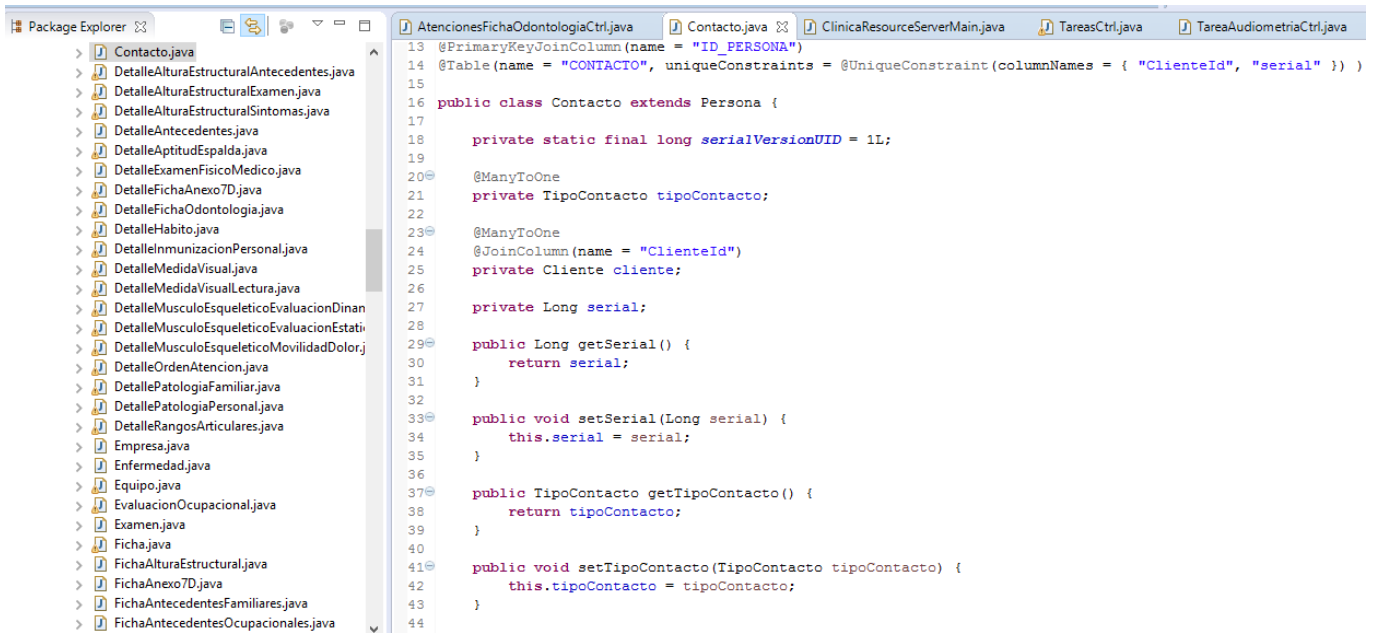 Package Explorer
Contacto.java
DetalleAlturaEstructuralAntecedentes.java
DetalleAlturaEstructuralExamen.java
DetalleAlturaEstructuralSintomas.java
DetalleAntecedentes.java
DetalleAptitudEspalda.java
DetalleExamenFisicoMedico.java
DetalleFichaAnexo7D.java
DetalleFichaOdontologia.java
DetalleHabito.java
DetalleInmunizacionPersonal.java
DetalleMedidaVisual.java
DetalleMedidaVisualLectura.java
DetalleMusculoEsqueleticoEvaluacionDinan
DetalleMusculoEsqueleticoEvaluacionEstati
DetalleMusculoEsqueleticoMovilidadDolor.j
DetalleOrdenAtencion.java
DetallePatologiaFamiliar.java
DetallePatologiaPersonal.java
DetalleRangosArticulares.java
Empresa.java
Enfermedad.java
Equipo.java
EvaluacionOcupacional.java
Examen.java
Ficha.java
FichaAlturaEstructural.java
FichaAnexo7D.java
FichaAntecedentesFamiliares.java
FichaAntecedentesOcupacionales.java
AtencionesFichaOdontologiaCtrl.java Contacto.java ClinicaResourceServerMain.java TareasCtrl.java TareaAudiometriaCtrl.java
13 @PrimaryKeyJoinColumn(name = "ID_PERSONA")
14 @Table(name = "CONTACTO", uniqueConstraints = @UniqueConstraint(columnNames = { "ClienteId", "serial" }) )
15
16 public class Contacto extends Persona {
17
18 private static final long serialVersionUID = 1L;
19
20 @ManyToOne
21 private TipoContacto tipoContacto;
22
23 @ManyToOne
24 @JoinColumn(name = "ClienteId")
25 private Cliente cliente;
26
27 private Long serial;
28
29 public Long getSerial() {
30 return serial;
31 }
32
33 public void setSerial(Long serial) {
34 this.serial = serial;
35 }
36
37 public TipoContacto getTipoContacto() {
38 return tipoContacto;
39 }
40
41 public void setTipoContacto(TipoContacto tipoContacto) {
42 this.tipoContacto = tipoContacto;
43 }
44